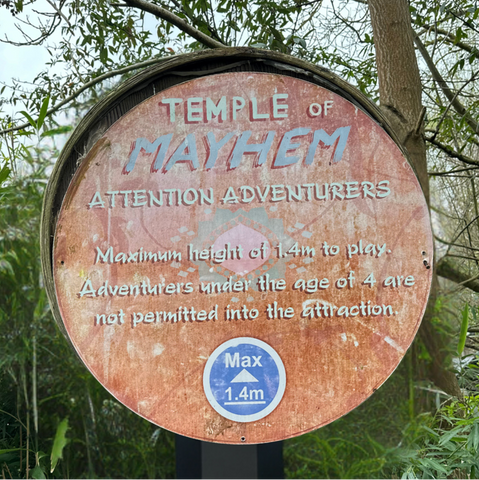 TEMPLE OF
MAYHEM
ATTENTION ADVENTURERS
Maximum height of 1.4m to play.
Adventurers under the age of 4 are
not permitted into the attraction.
Max
1.4m